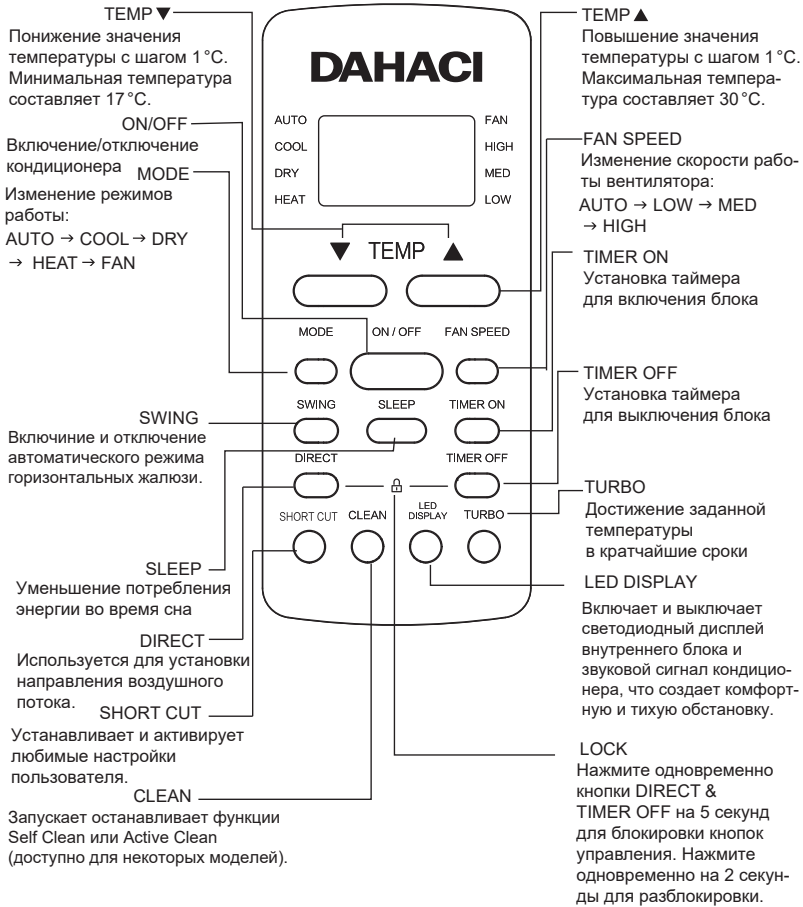 TEMP ▼
Понижение значения
температуры с шагом 1 °C.
Минимальная температура
составляет 17 °C.
ON/OFF
Включение/отключение
кондиционера
MODE
Изменение режимов
работы:
AUTO → COOL → DRY
→ HEAT → FAN
SWING
Включиние и отключение
автоматического режима
горизонтальных жалюзи.
SLEEP
Уменьшение потребления
энергии во время сна
DIRECT
Используется для установки
направления воздушного
потока.
SHORT CUT
Устанавливает и активирует
любимые настройки
пользователя.
CLEAN
Запускает останавливает функции
Self Clean или Active Clean
(доступно для некоторых моделей).
DAHACI
AUTO
COOL
DRY
HEAT
FAN
HIGH
MED
LOW
▼ TEMP ▲
MODE ON / OFF FAN SPEED
SWING SLEEP TIMER ON
DIRECT TIMER OFF
SHORT CUT CLEAN LED
DISPLAY TURBO
TEMP ▲
Повышение значения
температуры с шагом 1 °C.
Максимальная темпера-
тура составляет 30 °C.
FAN SPEED
Изменение скорости рабо-
ты вентилятора:
AUTO → LOW → MED
→ HIGH
TIMER ON
Установка таймера
для включения блока
TIMER OFF
Установка таймера
для выключения блока
TURBO
Достижение заданной
температуры
в кратчайшие сроки
LED DISPLAY
Включает и выключает
светодиодный дисплей
внутреннего блока и
звуковой сигнал кондицио-
нера, что создает комфорт-
ную и тихую обстановку.
LOCK
Нажмите одновременно
кнопки DIRECT &
TIMER OFF на 5 секунд
для блокировки кнопок
управления. Нажмите
одновременно на 2 секун-
ды для разблокировки.